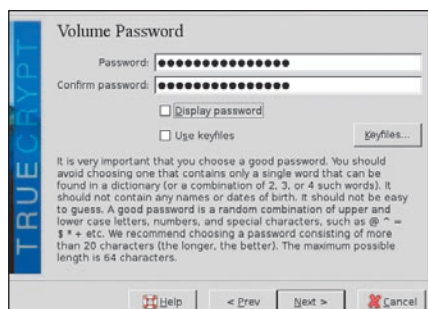 TRUECRYPT
Volume Password
Password: ●●●●●●●●●●●●●●●
Confirm password: ●●●●●●●●●●●●●●●
Display password
Use keyfiles
Keyfiles...
It is very important that you choose a good password. You should
avoid choosing one that contains only a single word that can be
found in a dictionary (or a combination of 2, 3, or 4 such words). It
should not contain any names or dates of birth. It should not be easy
to guess. A good password is a random combination of upper and
lower case letters, numbers, and special characters, such as @ ^ =
$ * + etc. We recommend choosing a password consisting of more
than 20 characters (the longer, the better). The maximum possible
length is 64 characters.
Help
< Prev
Next >
Cancel